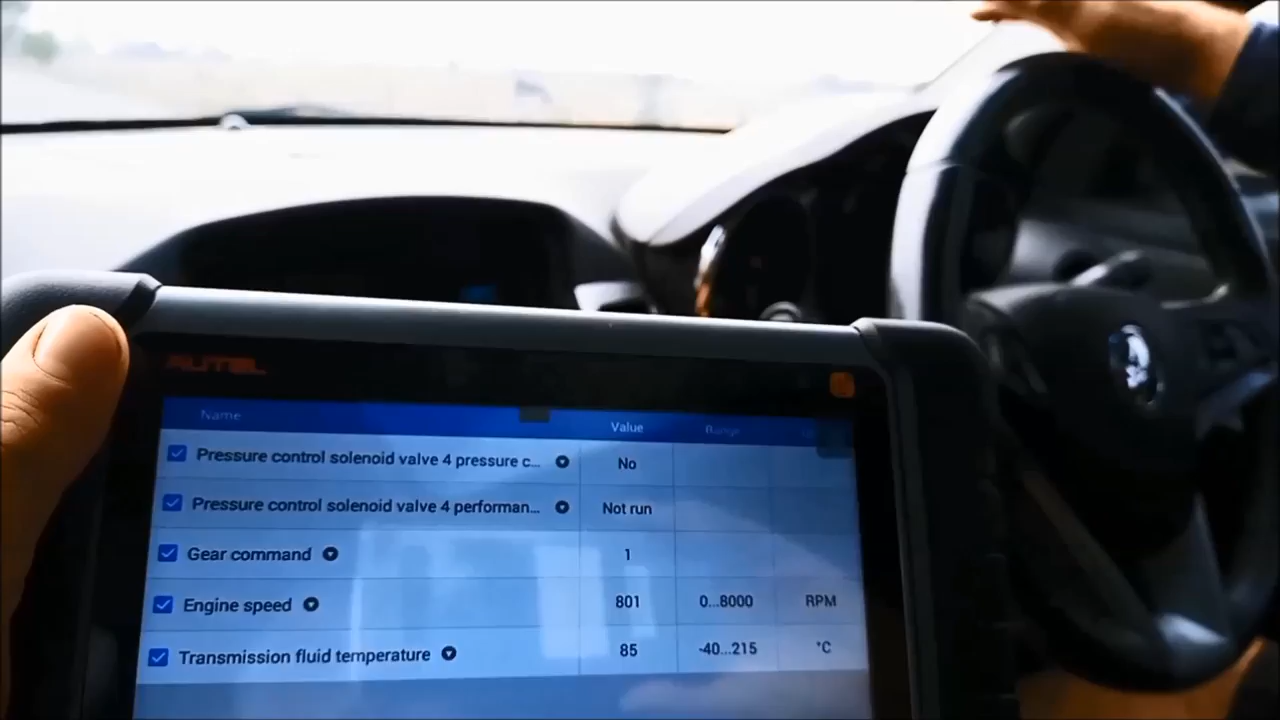 AUTEL
Name Value Range
Pressure control solenoid valve 4 pressure c... No
Pressure control solenoid valve 4 performan... Not run
Gear command 1
Engine speed 801 0...8000 RPM
Transmission fluid temperature 85 -40...215 °C